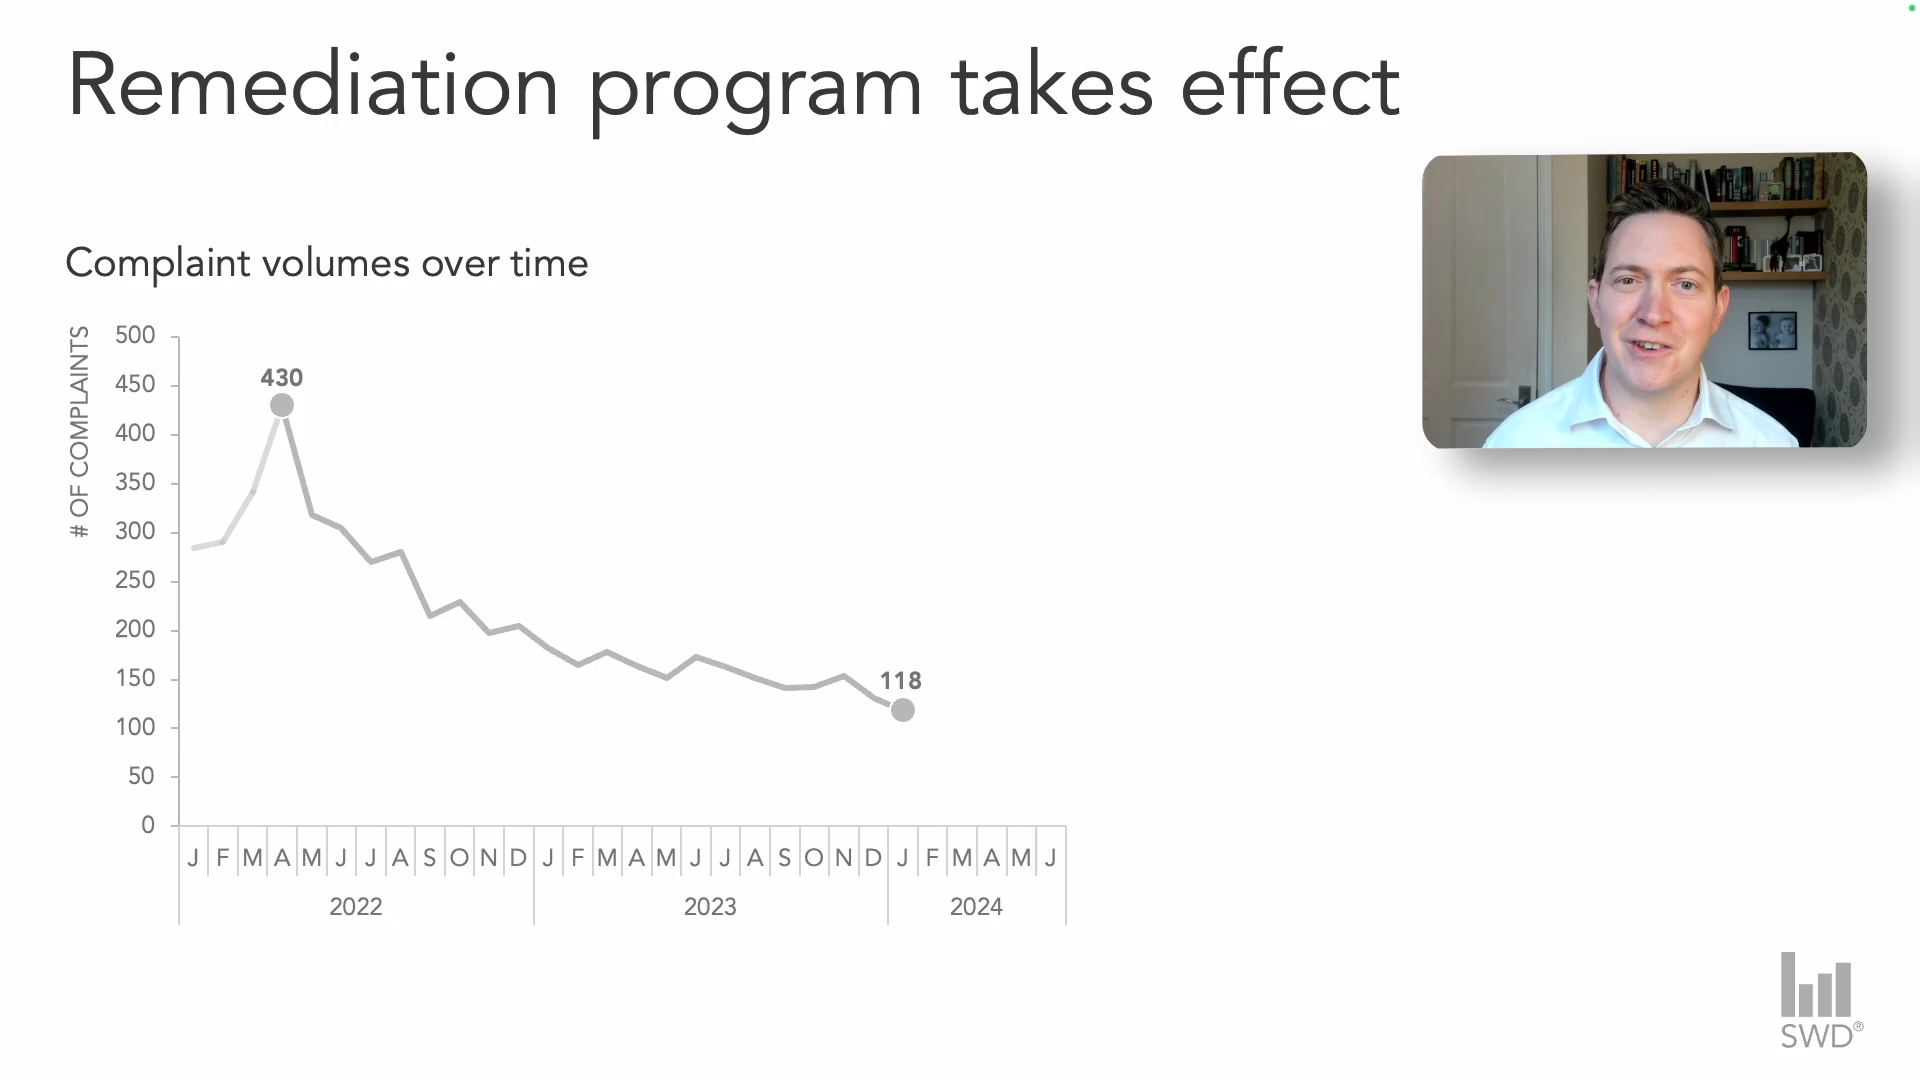 Remediation program takes effect
Complaint volumes over time
# OF COMPLAINTS
500
450
400
350
300
250
200
150
100
50
0
430
118
J F M A M J J A S O N D J F M A M J J A S O N D J F M A M J
2022 2023 2024
SWD®